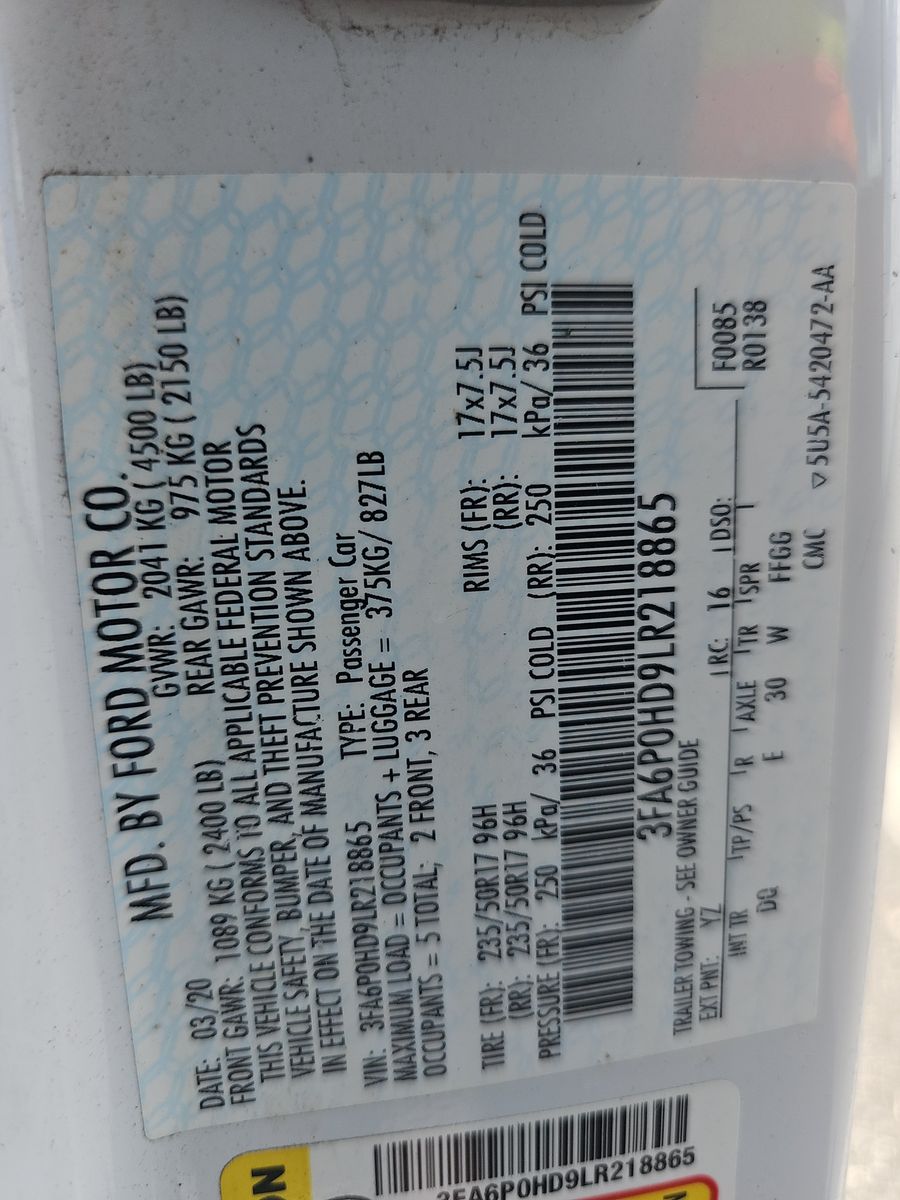 MFD. BY FORD MOTOR CO.
DATE: 03/20 GVWR: 2041 KG ( 4500 LB)
FRONT GAWR: 1089 KG ( 2400 LB) REAR GAWR: 975 KG ( 2150 LB)
THIS VEHICLE CONFORMS TO ALL APPLICABLE FEDERAL MOTOR
VEHICLE SAFETY, BUMPER, AND THEFT PREVENTION STANDARDS
IN EFFECT ON THE DATE OF MANUFACTURE SHOWN ABOVE.
VIN: 3FA6P0HD9LR218865 TYPE: Passenger Car
MAXIMUM LOAD = OCCUPANTS + LUGGAGE = 375KG/ 827LB
OCCUPANTS = 5 TOTAL; 2 FRONT, 3 REAR
TIRE (FR): 235/50R17 96H RIMS (FR): 17x7.5J
(RR): 235/50R17 96H (RR): 17x7.5J
PRESSURE (FR): 250 kPa/ 36 PSI COLD (RR): 250 kPa/ 36 PSI COLD
3FA6P0HD9LR218865
TRAILER TOWING - SEE OWNER GUIDE
EXT PNT: YZ RC: 16 DSO: F0085
INT TR TP/PS R AXLE TR SPR R0138
DQ E 30 W FFGG
CMC ▽ 5U5A-5420472-AA
ON
3FA6P0HD9LR218865
ON